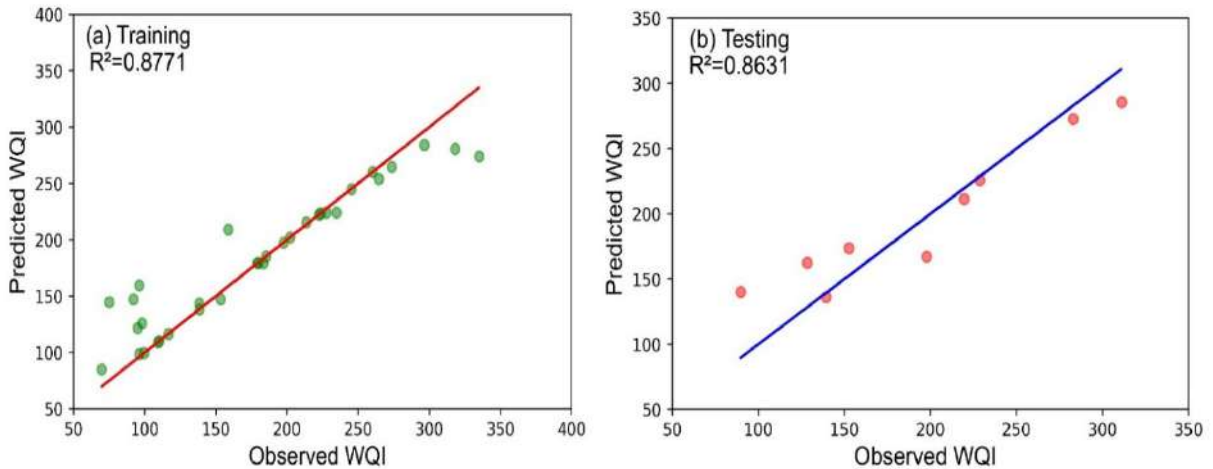 (a) Training
R²=0.8771
Predicted WQI
400
350
300
250
200
150
100
50
50 100 150 200 250 300 350 400
Observed WQI
(b) Testing
R²=0.8631
Predicted WQI
350
300
250
200
150
100
50
50 100 150 200 250 300 350
Observed WQI